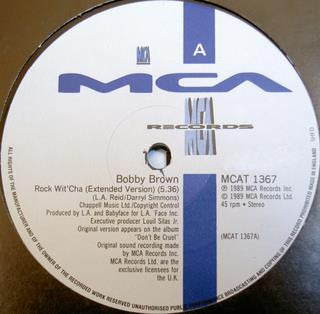 A
MCA
MCA
MCA
RECORDS
Bobby Brown
Rock Wit'Cha (Extended Version) (5.36)
(L.A. Reid/Darryl Simmons)
Chappell Music Ltd./Copyright Control
Produced by L.A. and Babyface for L.A. Face Inc.
Executive producer Louil Silas Jr.
Original version appears on the album
"Don't Be Cruel"
Original sound recording made
by MCA Records Inc.
MCA Records Ltd. are the
exclusive licensees for
the U.K.
MCAT 1367
℗ 1989 MCA Records Inc.
© 1989 MCA Records Inc.
45 rpm • Stereo
(MCAT 1367A)
ALL RIGHTS OF THE MANUFACTURER AND OF THE OWNER OF THE RECORDED WORK RESERVED UNAUTHORISED PUBLIC PERFORMANCE BROADCASTING AND COPYING OF THIS RECORD PROHIBITED MADE IN ENGLAND